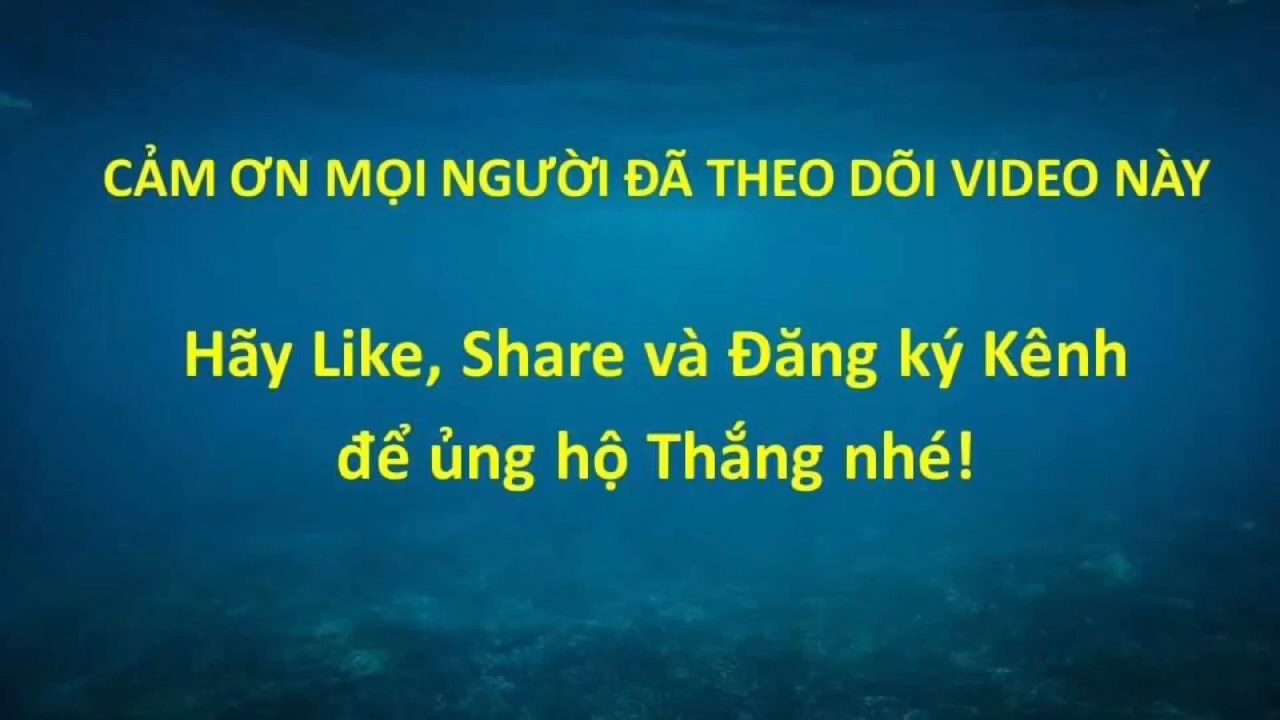 CẢM ƠN MỌI NGƯỜI ĐÃ THEO DÕI VIDEO NÀY
Hãy Like, Share và Đăng ký Kênh
để ủng hộ Thắng nhé!